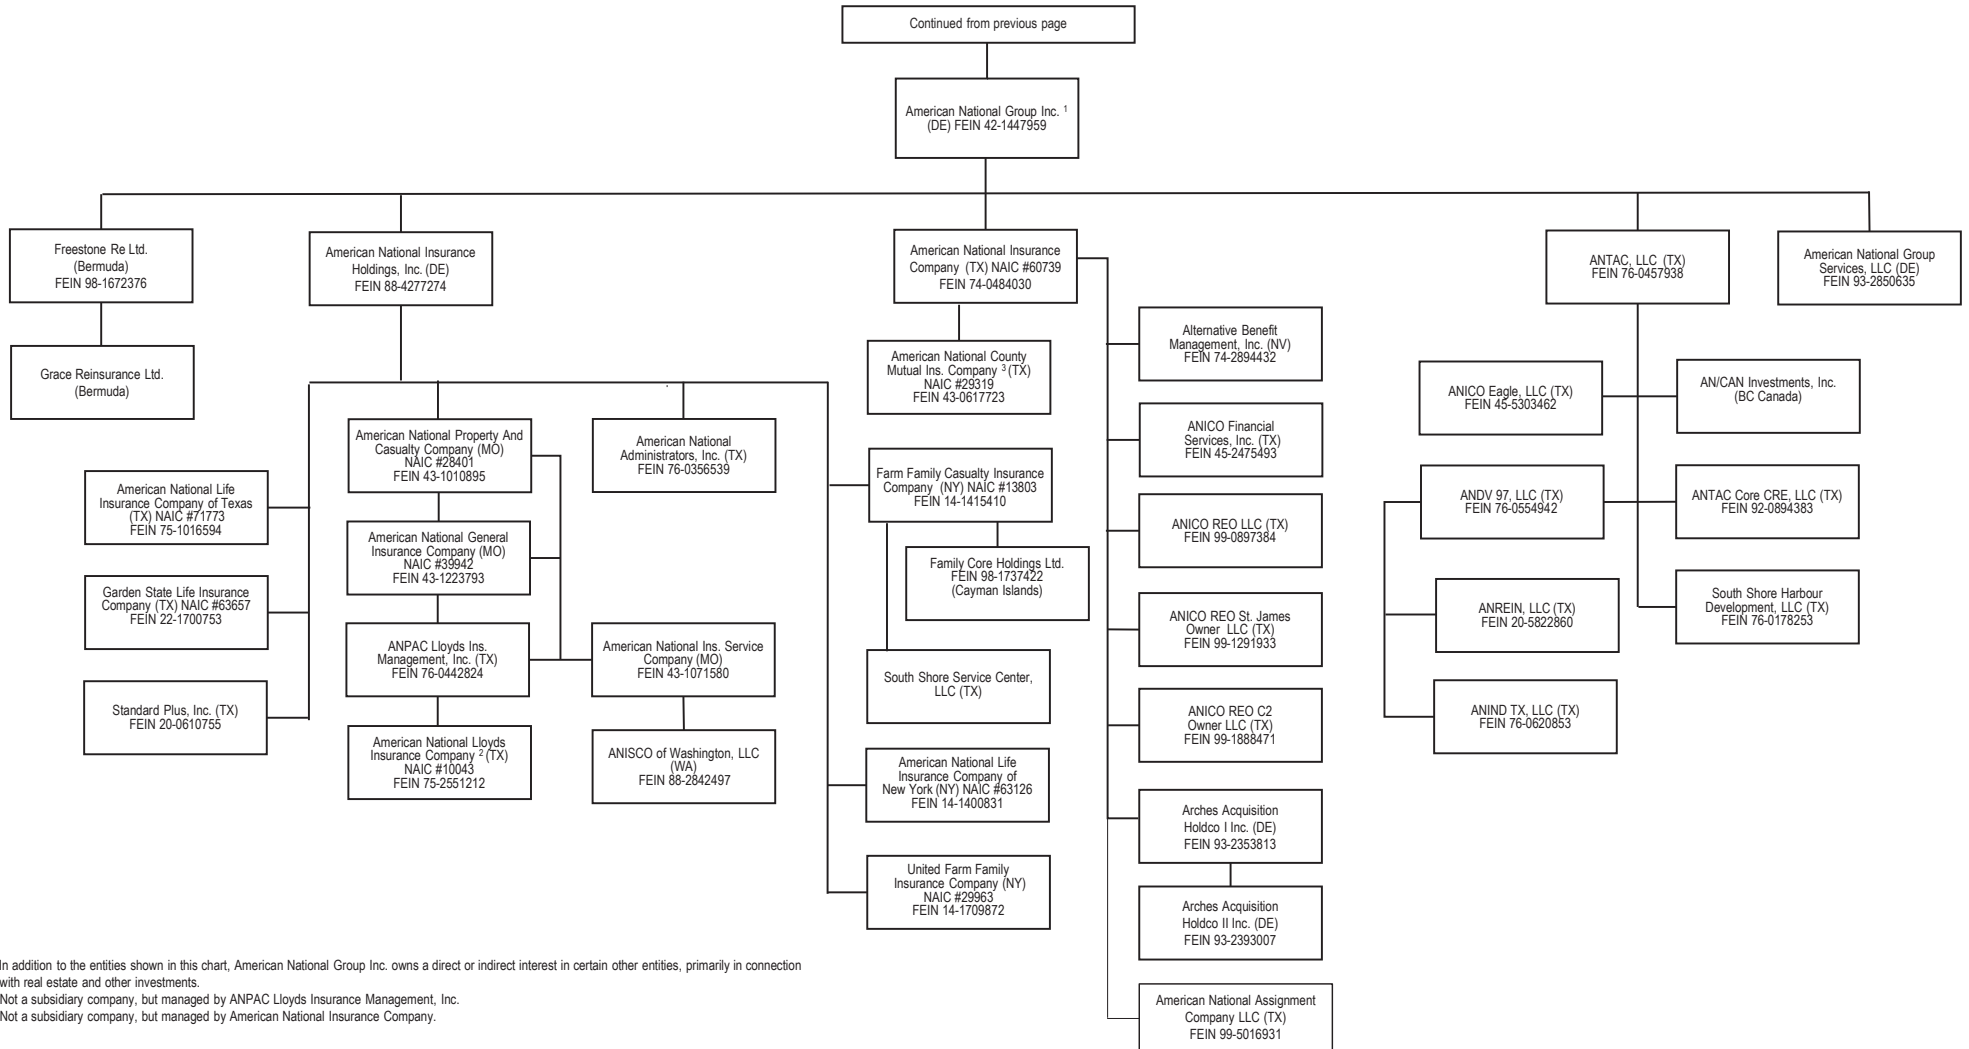 Continued from previous page
American National Group Inc. 1
(DE) FEIN 42-1447959
Freestone Re Ltd.
(Bermuda)
FEIN 98-1672376
American National Insurance
Holdings, Inc. (DE)
FEIN 88-4277274
American National Insurance
Company (TX) NAIC #60739
FEIN 74-0484030
ANTAC, LLC (TX)
FEIN 76-0457938
American National Group
Services, LLC (DE)
FEIN 93-2850635
Grace Reinsurance Ltd.
(Bermuda)
American National Life
Insurance Company of Texas
(TX) NAIC #71773
FEIN 75-1016594
Garden State Life Insurance
Company (TX) NAIC #63657
FEIN 22-1700753
Standard Plus, Inc. (TX)
FEIN 20-0610755
American National Property And
Casualty Company (MO)
NAIC #28401
FEIN 43-1010895
American National General
Insurance Company (MO)
NAIC #39942
FEIN 43-1223793
ANPAC Lloyds Ins.
Management, Inc. (TX)
FEIN 76-0442824
American National Lloyds
Insurance Company 2 (TX)
NAIC #10043
FEIN 75-2551212
American National
Administrators, Inc. (TX)
FEIN 76-0356539
American National Ins. Service
Company (MO)
FEIN 43-1071580
ANISCO of Washington, LLC
(WA)
FEIN 88-2842497
American National County
Mutual Ins. Company 3 (TX)
NAIC #29319
FEIN 43-0617723
Farm Family Casualty Insurance
Company (NY) NAIC #13803
FEIN 14-1415410
Family Core Holdings Ltd.
FEIN 98-1737422
(Cayman Islands)
South Shore Service Center,
LLC (TX)
American National Life
Insurance Company of
New York (NY) NAIC #63126
FEIN 14-1400831
United Farm Family
Insurance Company (NY)
NAIC #29963
FEIN 14-1709872
Alternative Benefit
Management, Inc. (NV)
FEIN 74-2894432
ANICO Financial
Services, Inc. (TX)
FEIN 45-2475493
ANICO REO LLC (TX)
FEIN 99-0897384
ANICO REO St. James
Owner LLC (TX)
FEIN 99-1291933
ANICO REO C2
Owner LLC (TX)
FEIN 99-1888471
Arches Acquisition
Holdco I Inc. (DE)
FEIN 93-2353813
Arches Acquisition
Holdco II Inc. (DE)
FEIN 93-2393007
American National Assignment
Company LLC (TX)
FEIN 99-5016931
ANICO Eagle, LLC (TX)
FEIN 45-5303462
AN/CAN Investments, Inc.
(BC Canada)
ANDV 97, LLC (TX)
FEIN 76-0554942
ANTAC Core CRE, LLC (TX)
FEIN 92-0894383
ANREIN, LLC (TX)
FEIN 20-5822860
South Shore Harbour
Development, LLC (TX)
FEIN 76-0178253
ANIND TX, LLC (TX)
FEIN 76-0620853
In addition to the entities shown in this chart, American National Group Inc. owns a direct or indirect interest in certain other entities, primarily in connection
with real estate and other investments.
Not a subsidiary company, but managed by ANPAC Lloyds Insurance Management, Inc.
Not a subsidiary company, but managed by American National Insurance Company.